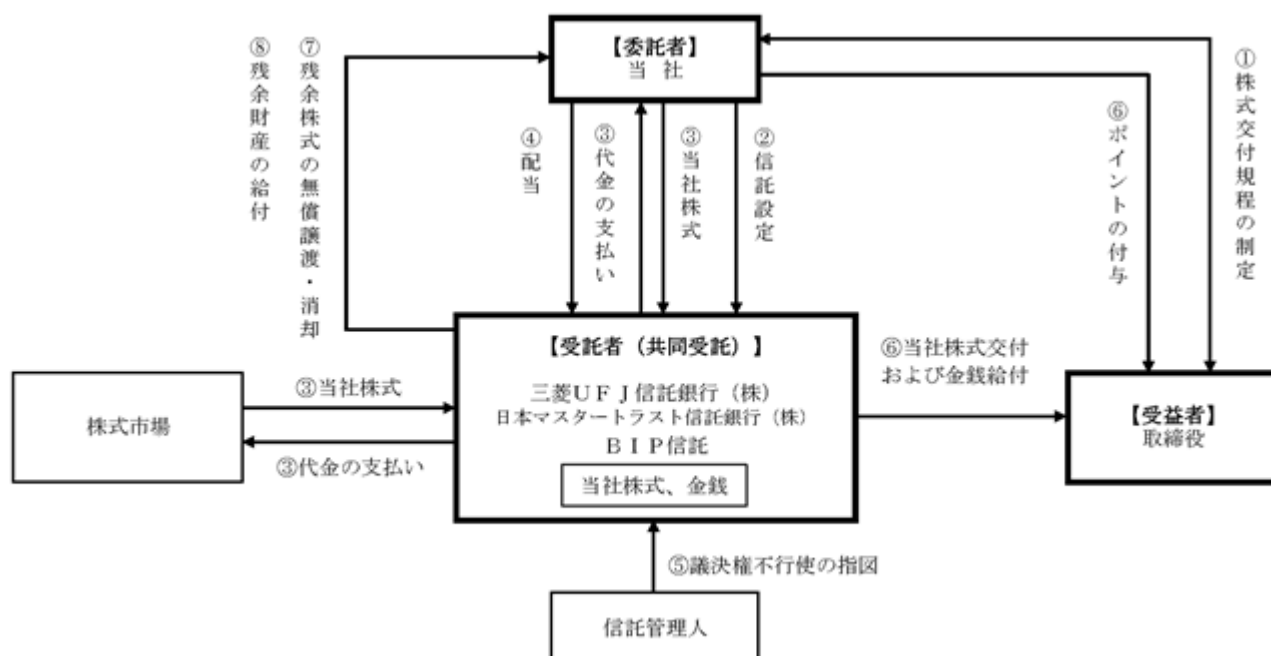 ⑧残余財産の給付
⑦残余株式の無償譲渡・消却
【委託者】
当 社
①株式交付規程の制定
⑥ポイントの付与
④配当
③代金の支払い
③当社株式
②信託設定
【受託者（共同受託）】
三菱ＵＦＪ信託銀行（株）
日本マスタートラスト信託銀行（株）
ＢＩＰ信託
当社株式、金銭
⑥当社株式交付
および金銭給付
【受益者】
取締役
株式市場
③当社株式
③代金の支払い
⑤議決権不行使の指図
信託管理人